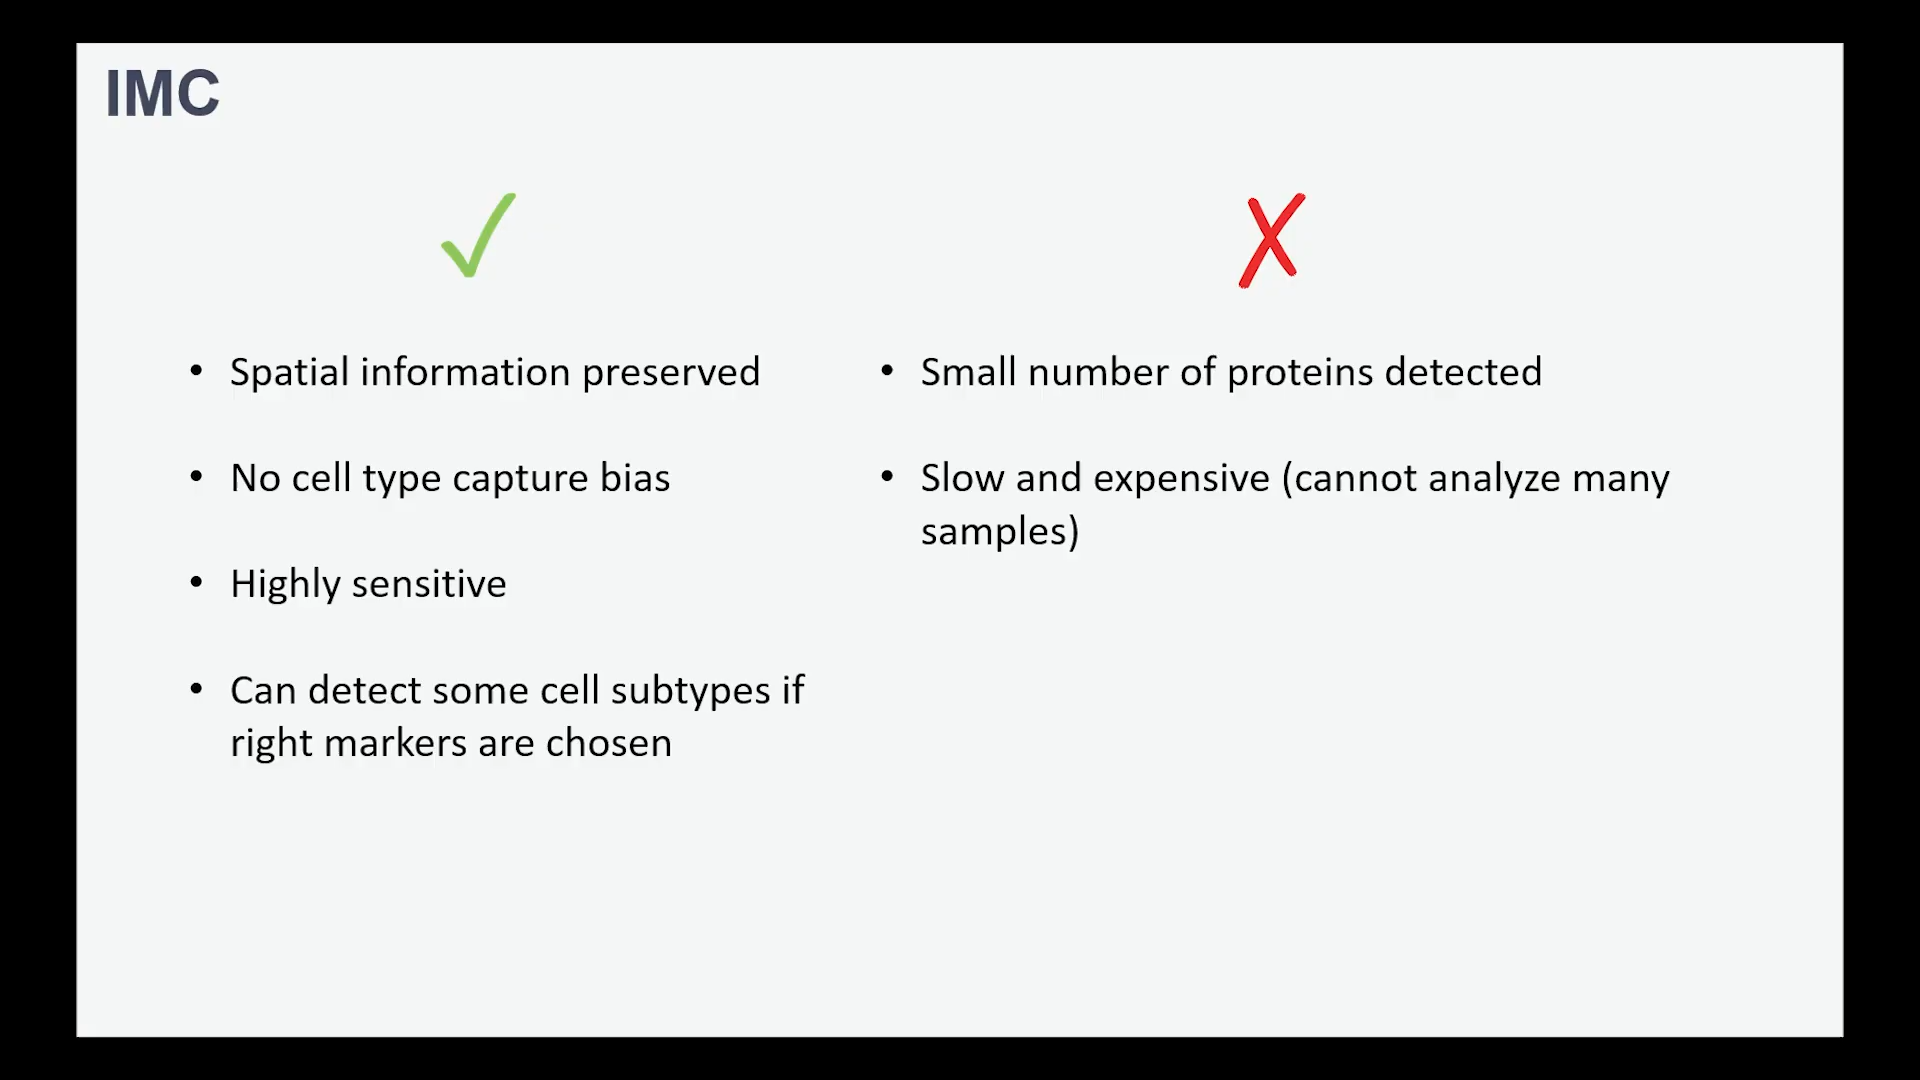 IMC
• Spatial information preserved
• No cell type capture bias
• Highly sensitive
• Can detect some cell subtypes if
right markers are chosen
• Small number of proteins detected
• Slow and expensive (cannot analyze many
samples)